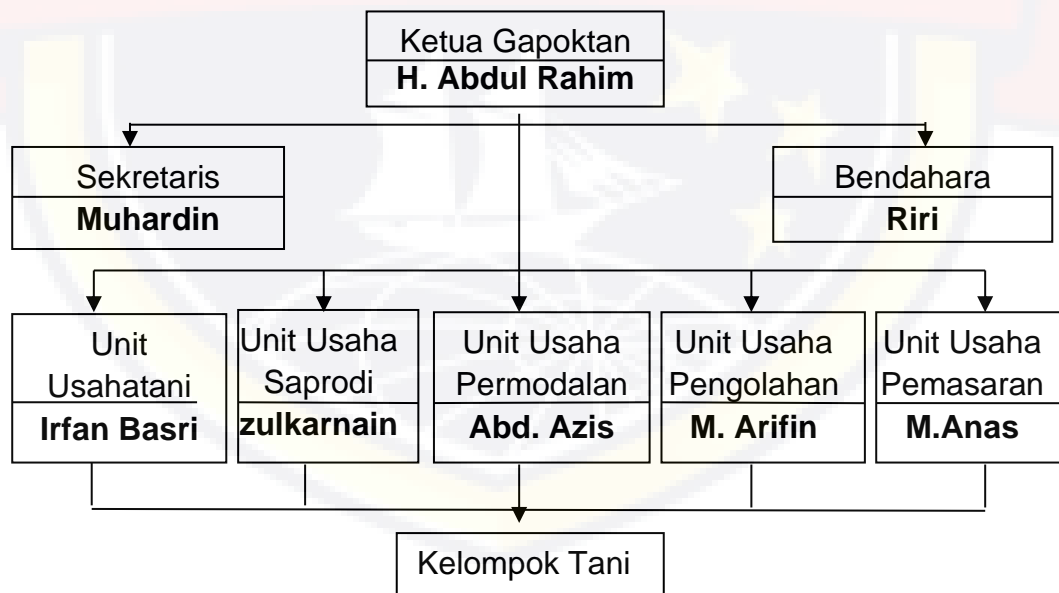 Ketua Gapoktan
H. Abdul Rahim
Sekretaris
Muhardin
Bendahara
Riri
Unit
Usahatani
Irfan Basri
Unit Usaha
Saprodi
zulkarnain
Unit Usaha
Permodalan
Abd. Azis
Unit Usaha
Pengolahan
M. Arifin
Unit Usaha
Pemasaran
M.Anas
Kelompok Tani